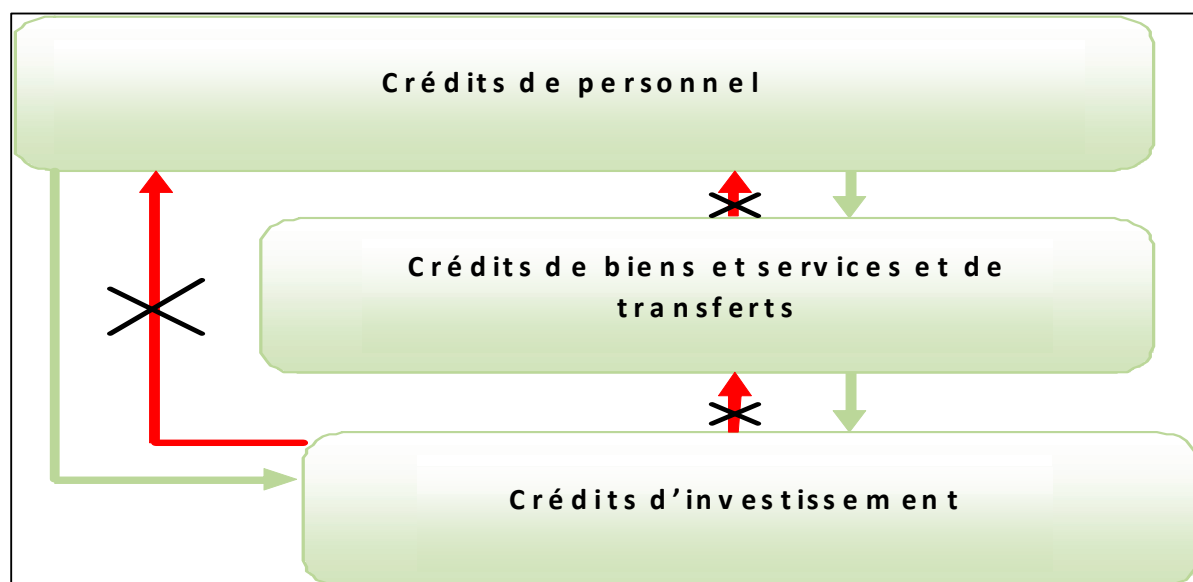 Crédits de personnel
Crédits de biens et services et de
transferts
Crédits d’investissement